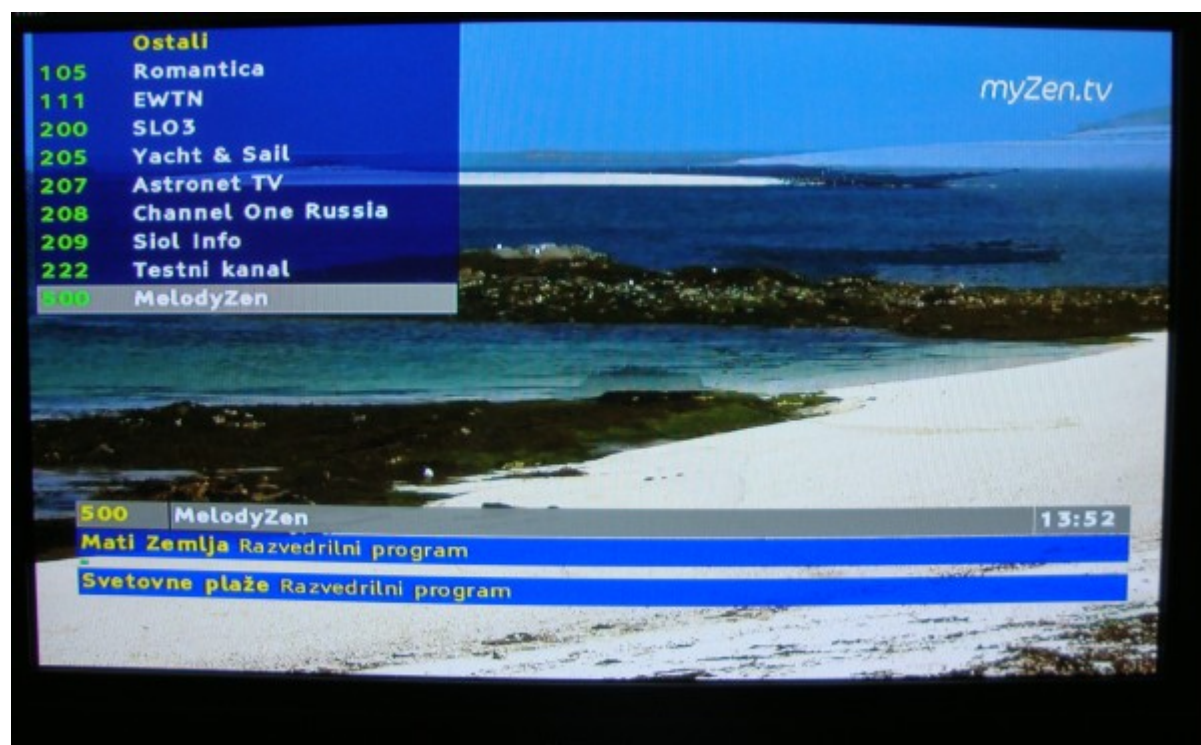 Ostali
105 Romantica
111 EWTN
200 SLO3
205 Yacht & Sail
207 Astronet TV
208 Channel One Russia
209 Siol Info
222 Testni kanal
500 MelodyZen
myZen.tv
500 MelodyZen 13:52
Mati Zemlja Razvedrilni program
Svetovne plaže Razvedrilni program